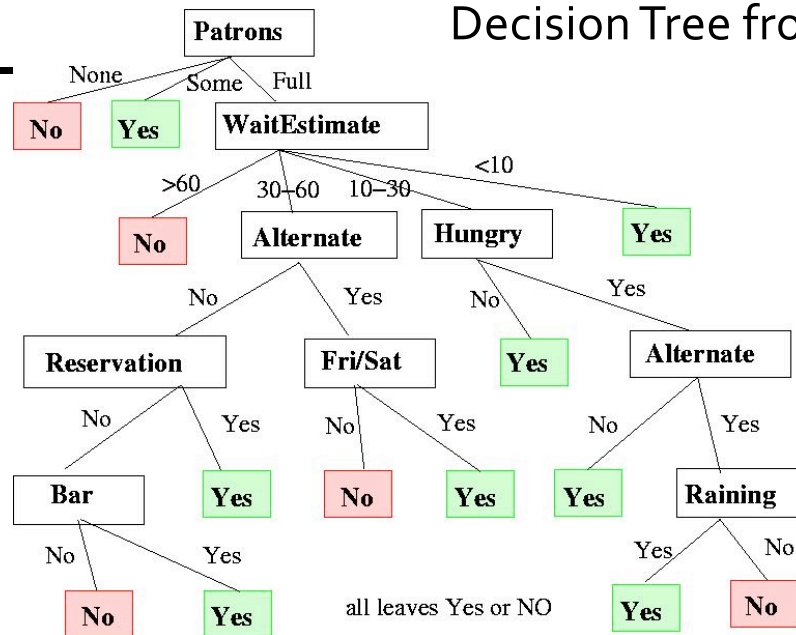 Decision Tree fro
Patrons
None Some Full
No Yes WaitEstimate
>60 30–60 10–30 <10
No Alternate Hungry Yes
No Yes No Yes
Reservation Fri/Sat Yes Alternate
No Yes No Yes No Yes
Bar Yes No Yes Yes Raining
No Yes Yes No
No Yes all leaves Yes or NO Yes No